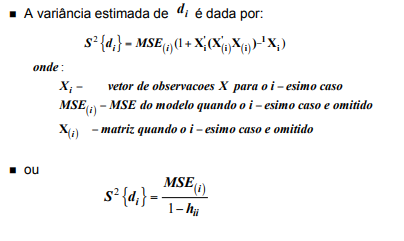 ■ A variância estimada de d_i é dada por:
S²{d_i} = MSE_(i)(1 + X'_i(X'_(i)X_(i))⁻¹X_i)
onde :
X_i – vetor de observacoes X para o i – esimo caso
MSE_(i) – MSE do modelo quando o i – esimo caso e omitido
X_(i) – matriz quando o i – esimo caso e omitido
■ ou
S²{d_i} = MSE_(i) / (1 – h_ii)